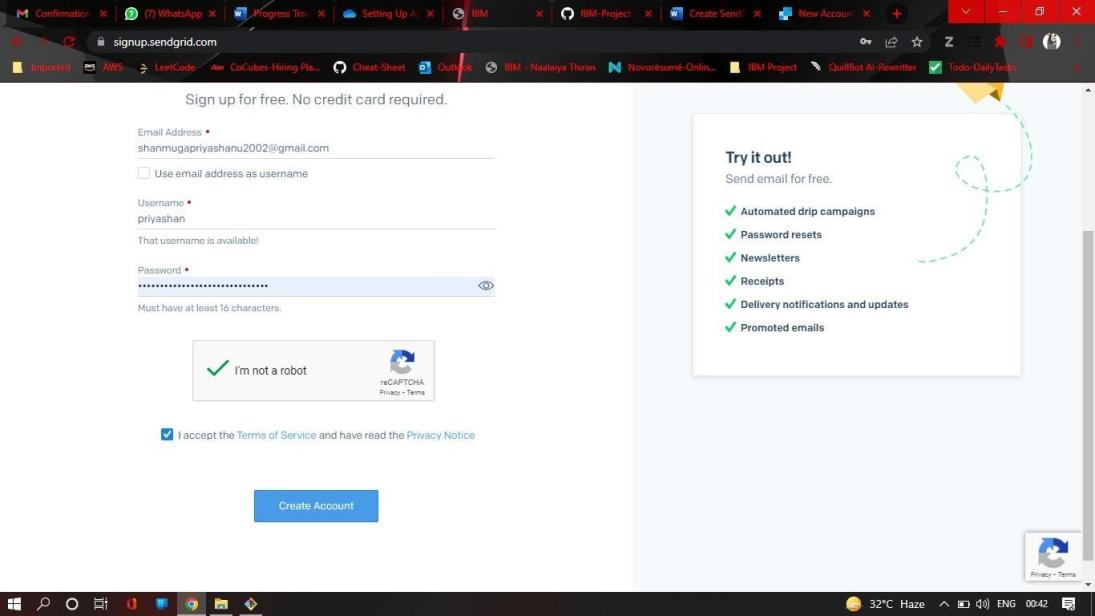 Confirmation
(7) WhatsApp
Progress Trac
Setting Up A
IBM
IBM-Project-
Create Send
New Accoun
signup.sendgrid.com
Z
Imported
AWS
LeetCode
CoCubes-Hiring Pla...
Cheat-Sheet
Outlook
IBM - Naalaiya Thiran
Novorésumé-Onlin...
IBM Project
QuillBot AI-Rewritter
Todo-DailyTasks
Sign up for free. No credit card required.
Email Address •
shanmugapriyashanu2002@gmail.com
Use email address as username
Username •
priyashan
That username is available!
Password •
Must have at least 16 characters.
I'm not a robot
reCAPTCHA
Privacy - Terms
I accept the Terms of Service and have read the Privacy Notice
Create Account
Try it out!
Send email for free.
Automated drip campaigns
Password resets
Newsletters
Receipts
Delivery notifications and updates
Promoted emails
Privacy - Terms
32°C Haze
ENG
00:42